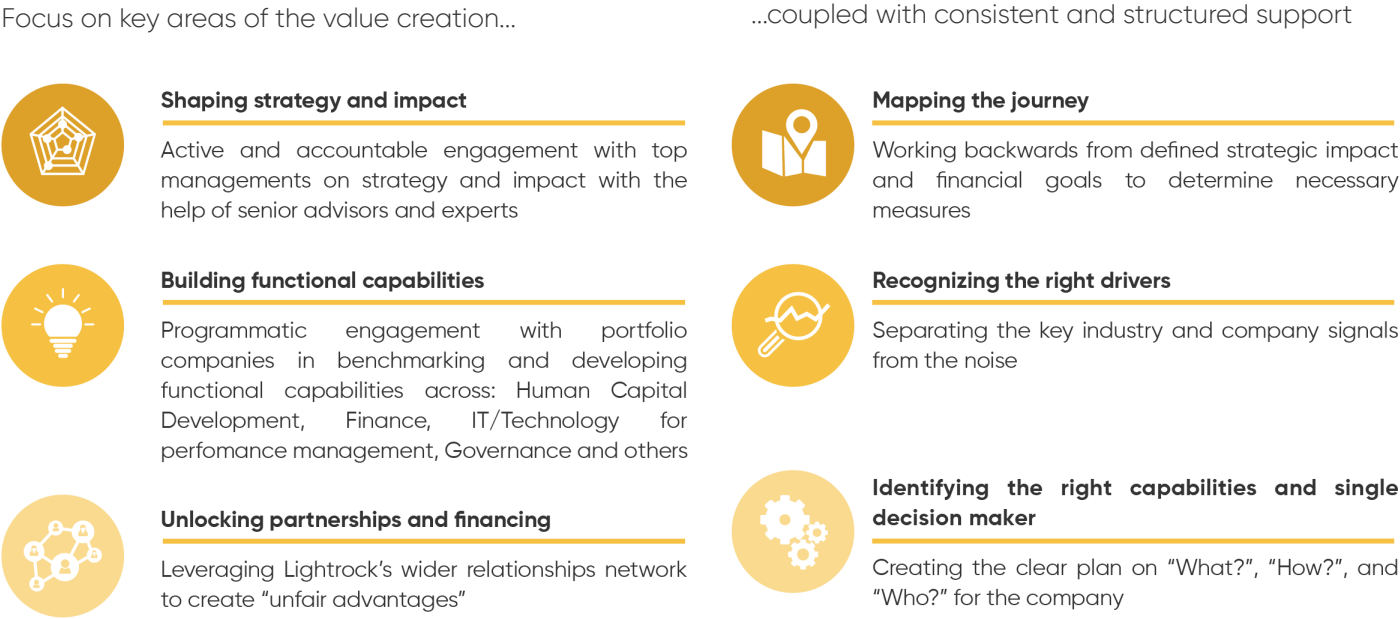 Focus on key areas of the value creation...
Shaping strategy and impact
Active and accountable engagement with top
managements on strategy and impact with the
help of senior advisors and experts
Building functional capabilities
Programmatic engagement with portfolio
companies in benchmarking and developing
functional capabilities across: Human Capital
Development, Finance, IT/Technology for
perfomance management, Governance and others
Unlocking partnerships and financing
Leveraging Lightrock's wider relationships network
to create “unfair advantages”
...coupled with consistent and structured support
Mapping the journey
Working backwards from defined strategic impact
and financial goals to determine necessary
measures
Recognizing the right drivers
Separating the key industry and company signals
from the noise
Identifying the right capabilities and single
decision maker
Creating the clear plan on “What?”, “How?”, and
“Who?” for the company